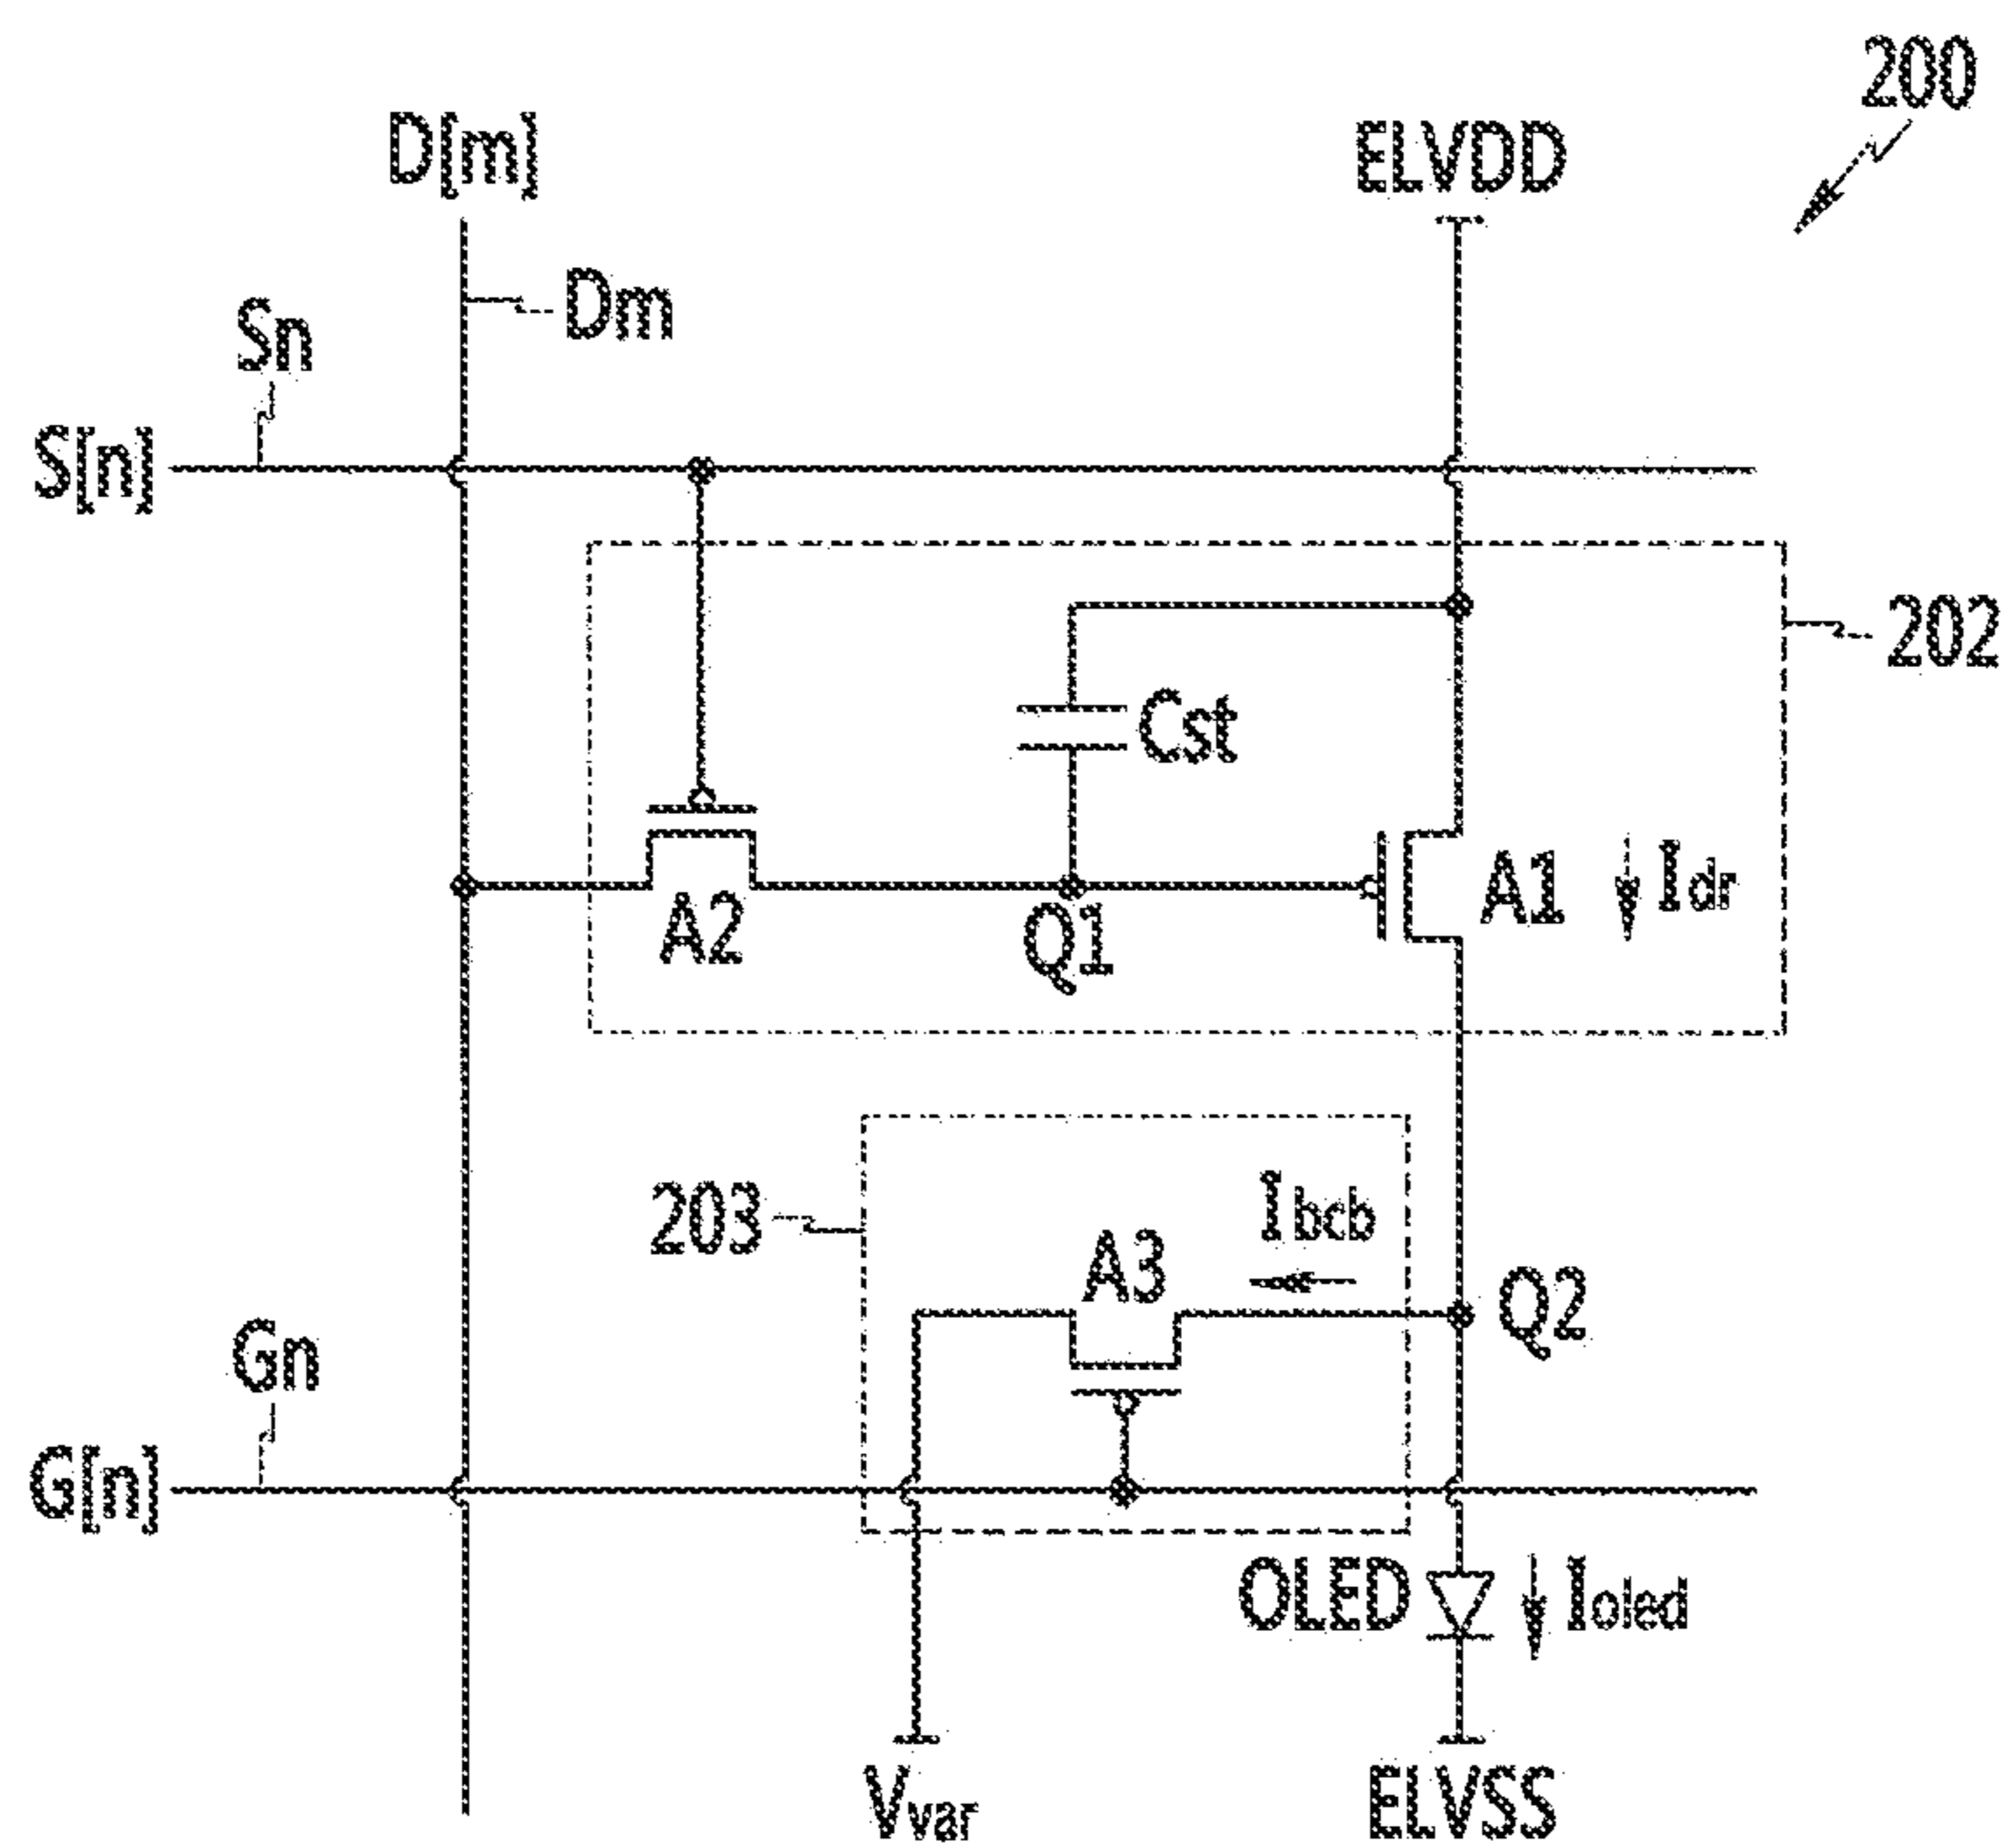 200
D[m]
ELVDD
Dm
Sn
S[n]
202
Cst
A2
Q1
A1
Idr
203
Ibcb
A3
Q2
Gn
G[n]
OLED
Ioled
Vvar
ELVSS